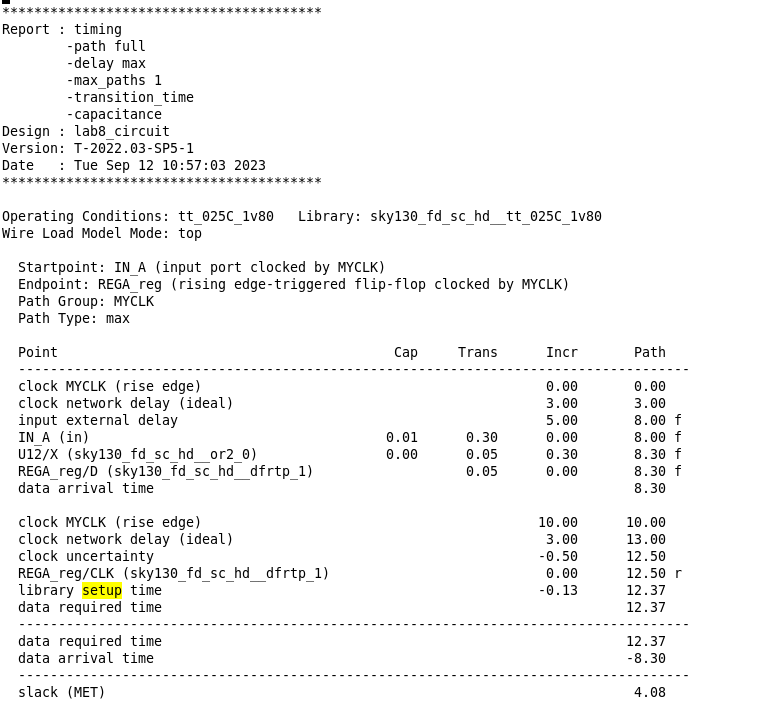 ****************************************
Report : timing
        -path full
        -delay max
        -max_paths 1
        -transition_time
        -capacitance
Design : lab8_circuit
Version: T-2022.03-SP5-1
Date   : Tue Sep 12 10:57:03 2023
****************************************

Operating Conditions: tt_025C_1v80   Library: sky130_fd_sc_hd__tt_025C_1v80
Wire Load Model Mode: top

  Startpoint: IN_A (input port clocked by MYCLK)
  Endpoint: REGA_reg (rising edge-triggered flip-flop clocked by MYCLK)
  Path Group: MYCLK
  Path Type: max

  Point                                          Cap     Trans      Incr       Path
  ------------------------------------------------------------------------------------
  clock MYCLK (rise edge)                                           0.00       0.00
  clock network delay (ideal)                                       3.00       3.00
  input external delay                                              5.00       8.00 f
  IN_A (in)                                     0.01      0.30      0.00       8.00 f
  U12/X (sky130_fd_sc_hd__or2_0)                0.00      0.05      0.30       8.30 f
  REGA_reg/D (sky130_fd_sc_hd__dfrtp_1)                   0.05      0.00       8.30 f
  data arrival time                                                            8.30

  clock MYCLK (rise edge)                                          10.00      10.00
  clock network delay (ideal)                                       3.00      13.00
  clock uncertainty                                                -0.50      12.50
  REGA_reg/CLK (sky130_fd_sc_hd__dfrtp_1)                           0.00      12.50 r
  library setup time                                               -0.13      12.37
  data required time                                                          12.37
  ------------------------------------------------------------------------------------
  data required time                                                          12.37
  data arrival time                                                           -8.30
  ------------------------------------------------------------------------------------
  slack (MET)                                                                  4.08